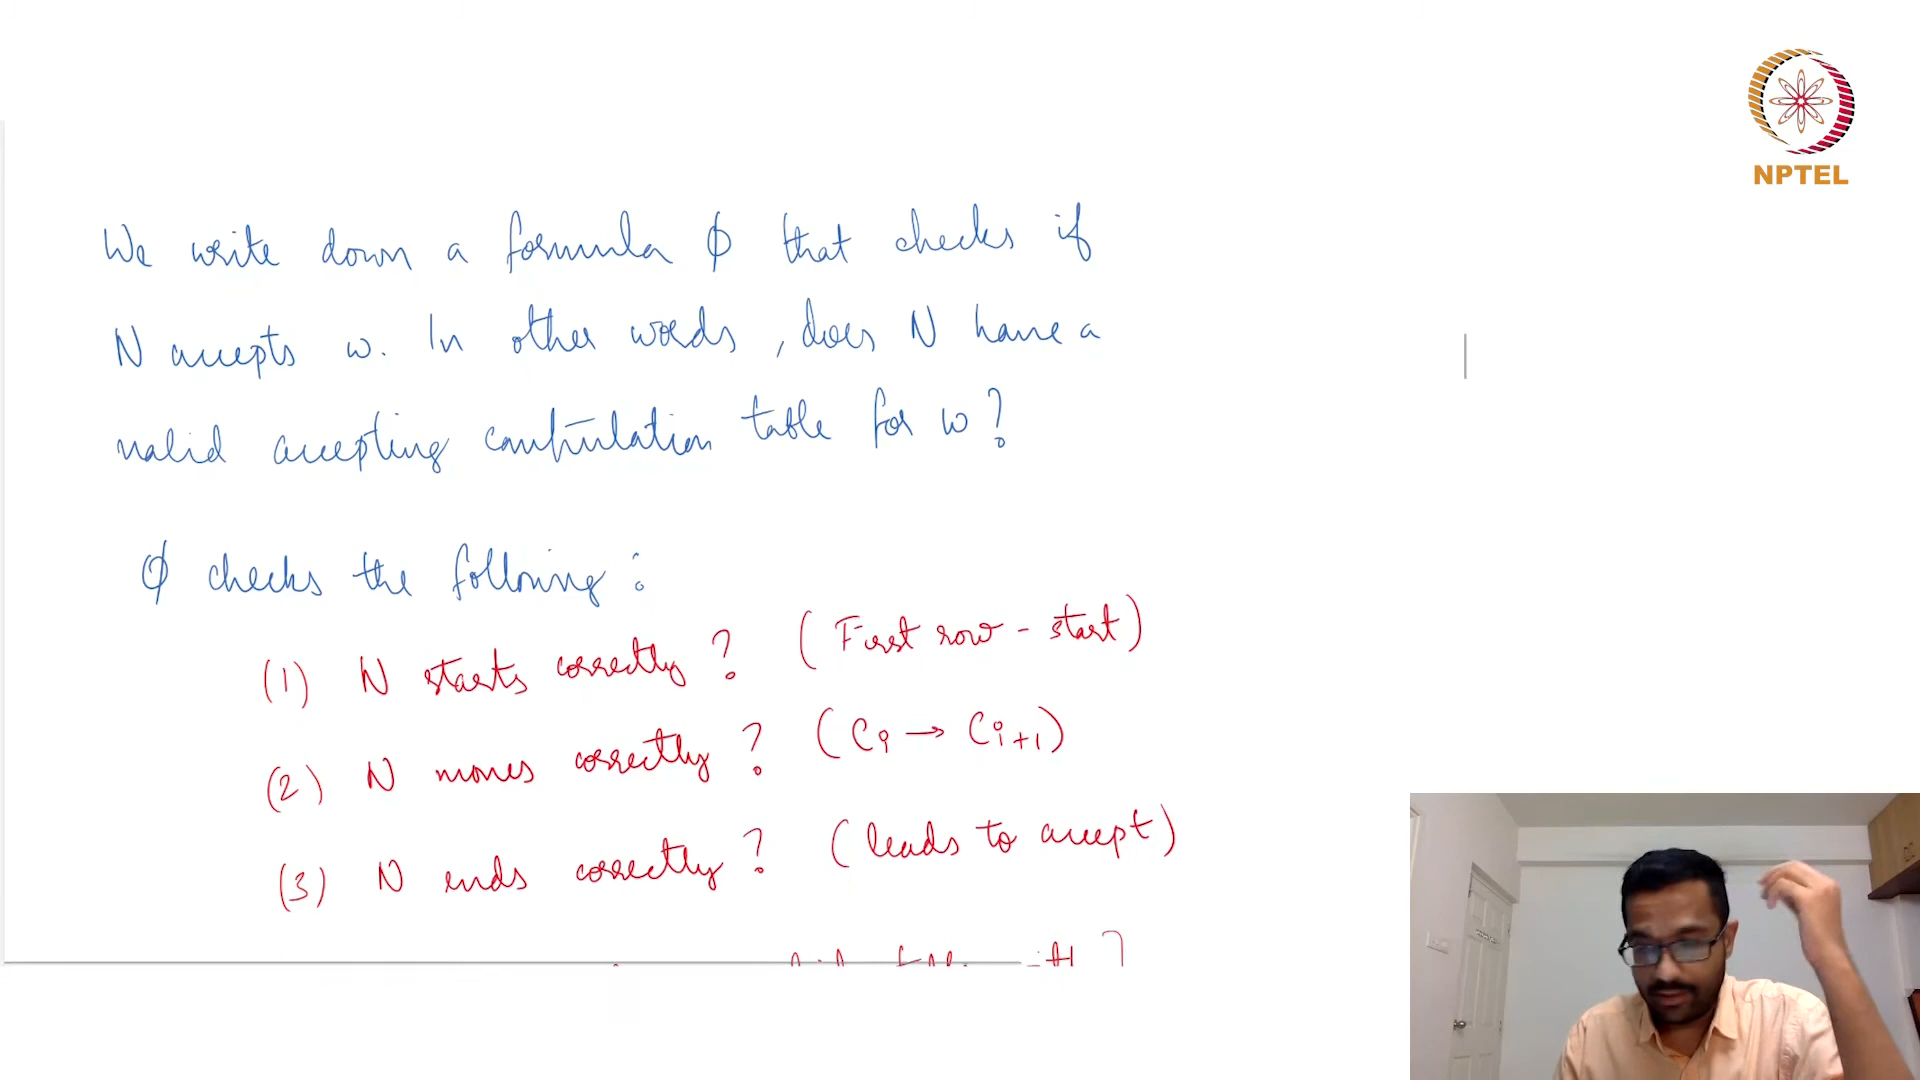 NPTEL
We write down a formula ϕ that checks if
N accepts w. In other words, does N have a
valid accepting computation table for w?
ϕ checks the following:
(1) N starts correctly? (First row - start)
(2) N moves correctly? (Ci → Ci+1)
(3) N ends correctly? (leads to accept)